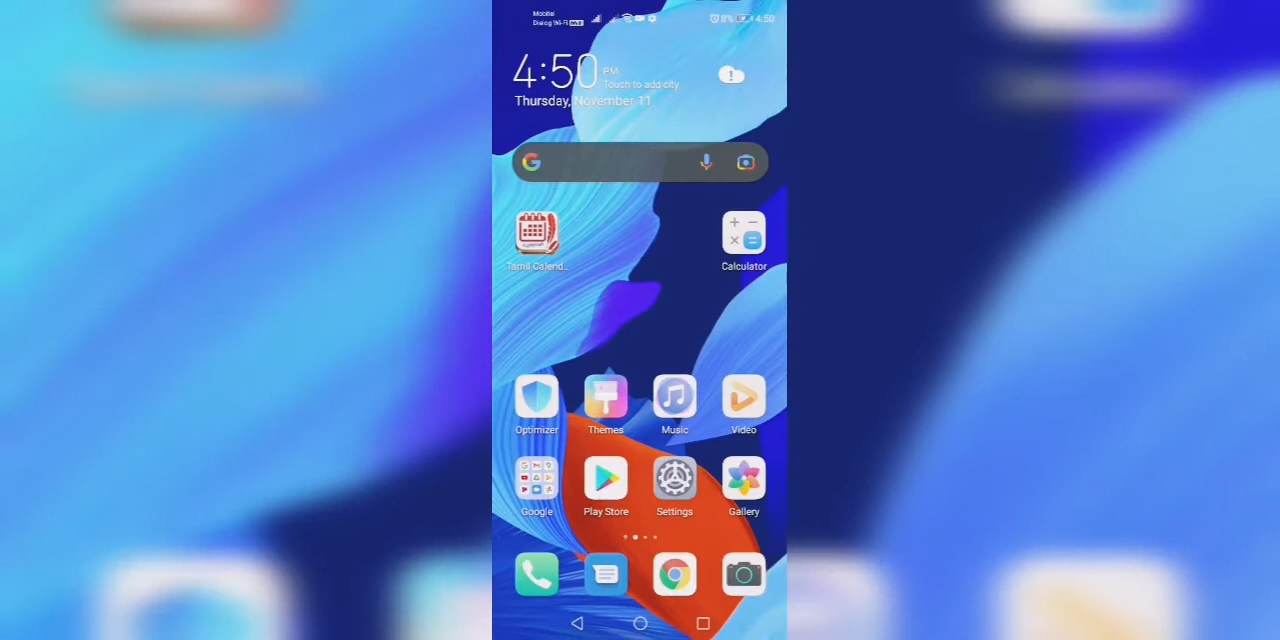 Mobitel
Dialog Wi-Fi
8% 4:50
4:50 PM
Touch to add city
Thursday, November 11
Tamil Calend..
Calculator
Optimizer Themes Music Video
Google Play Store Settings Gallery